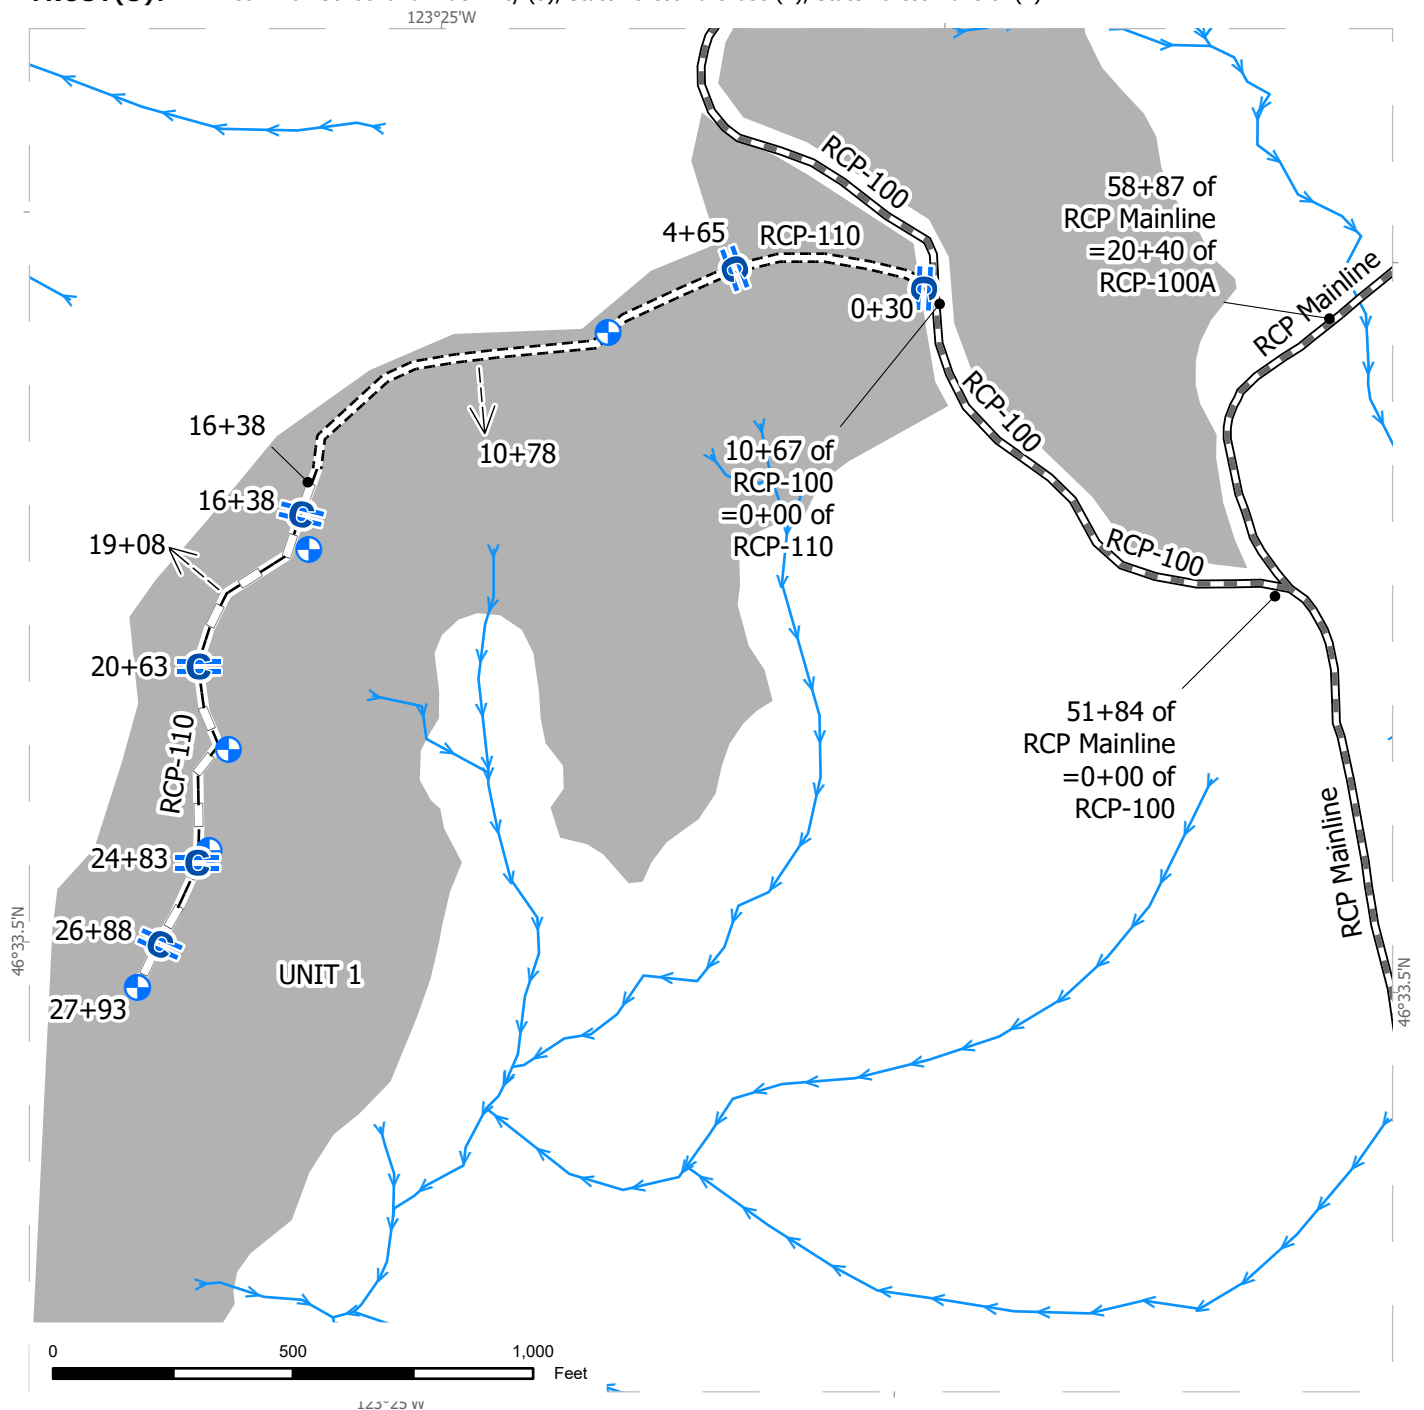 123°25'W
RCP-100
58+87 of
RCP Mainline
=20+40 of
RCP-100A
4+65
RCP-110
0+30
RCP Mainline
RCP-100
16+38
10+78
10+67 of
RCP-100
=0+00 of
RCP-110
16+38
19+08
RCP-100
20+63
RCP-110
51+84 of
RCP Mainline
=0+00 of
RCP-100
24+83
RCP Mainline
26+88
46°33.5'N
UNIT 1
46°33.5'N
27+93
C
C
C
C
C
C
0 500 1,000
Feet
123°25'W